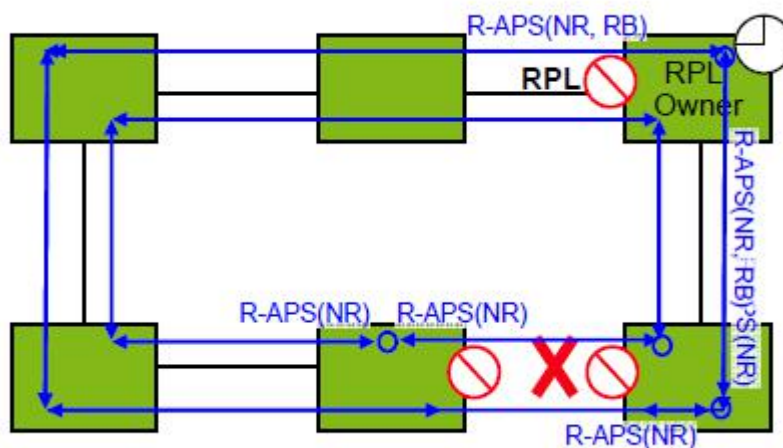 R-APS(NR, RB)
RPL
RPL
Owner
R-APS(NR, RB)
R-APS(NR) R-APS(NR)
R-APS(NR)